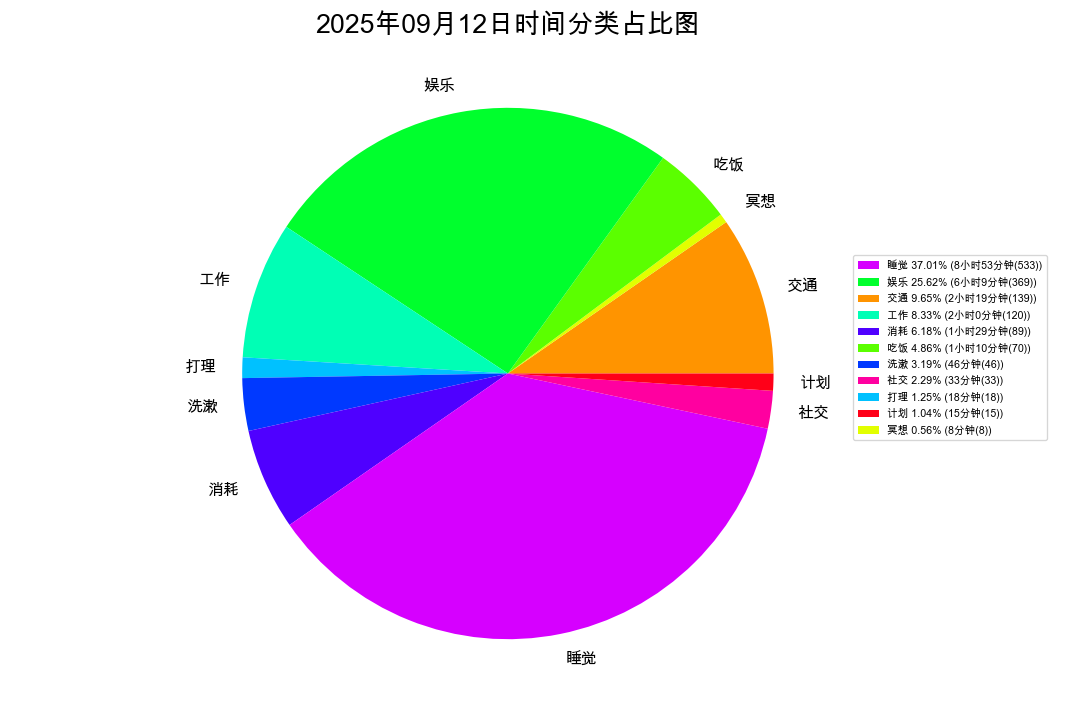 2025年09月12日时间分类占比图
娱乐
吃饭
冥想
工作
交通
打理
计划
洗漱
社交
消耗
睡觉
睡觉 37.01% (8小时53分钟(533))
娱乐 25.62% (6小时9分钟(369))
交通 9.65% (2小时19分钟(139))
工作 8.33% (2小时0分钟(120))
消耗 6.18% (1小时29分钟(89))
吃饭 4.86% (1小时10分钟(70))
洗漱 3.19% (46分钟(46))
社交 2.29% (33分钟(33))
打理 1.25% (18分钟(18))
计划 1.04% (15分钟(15))
冥想 0.56% (8分钟(8))